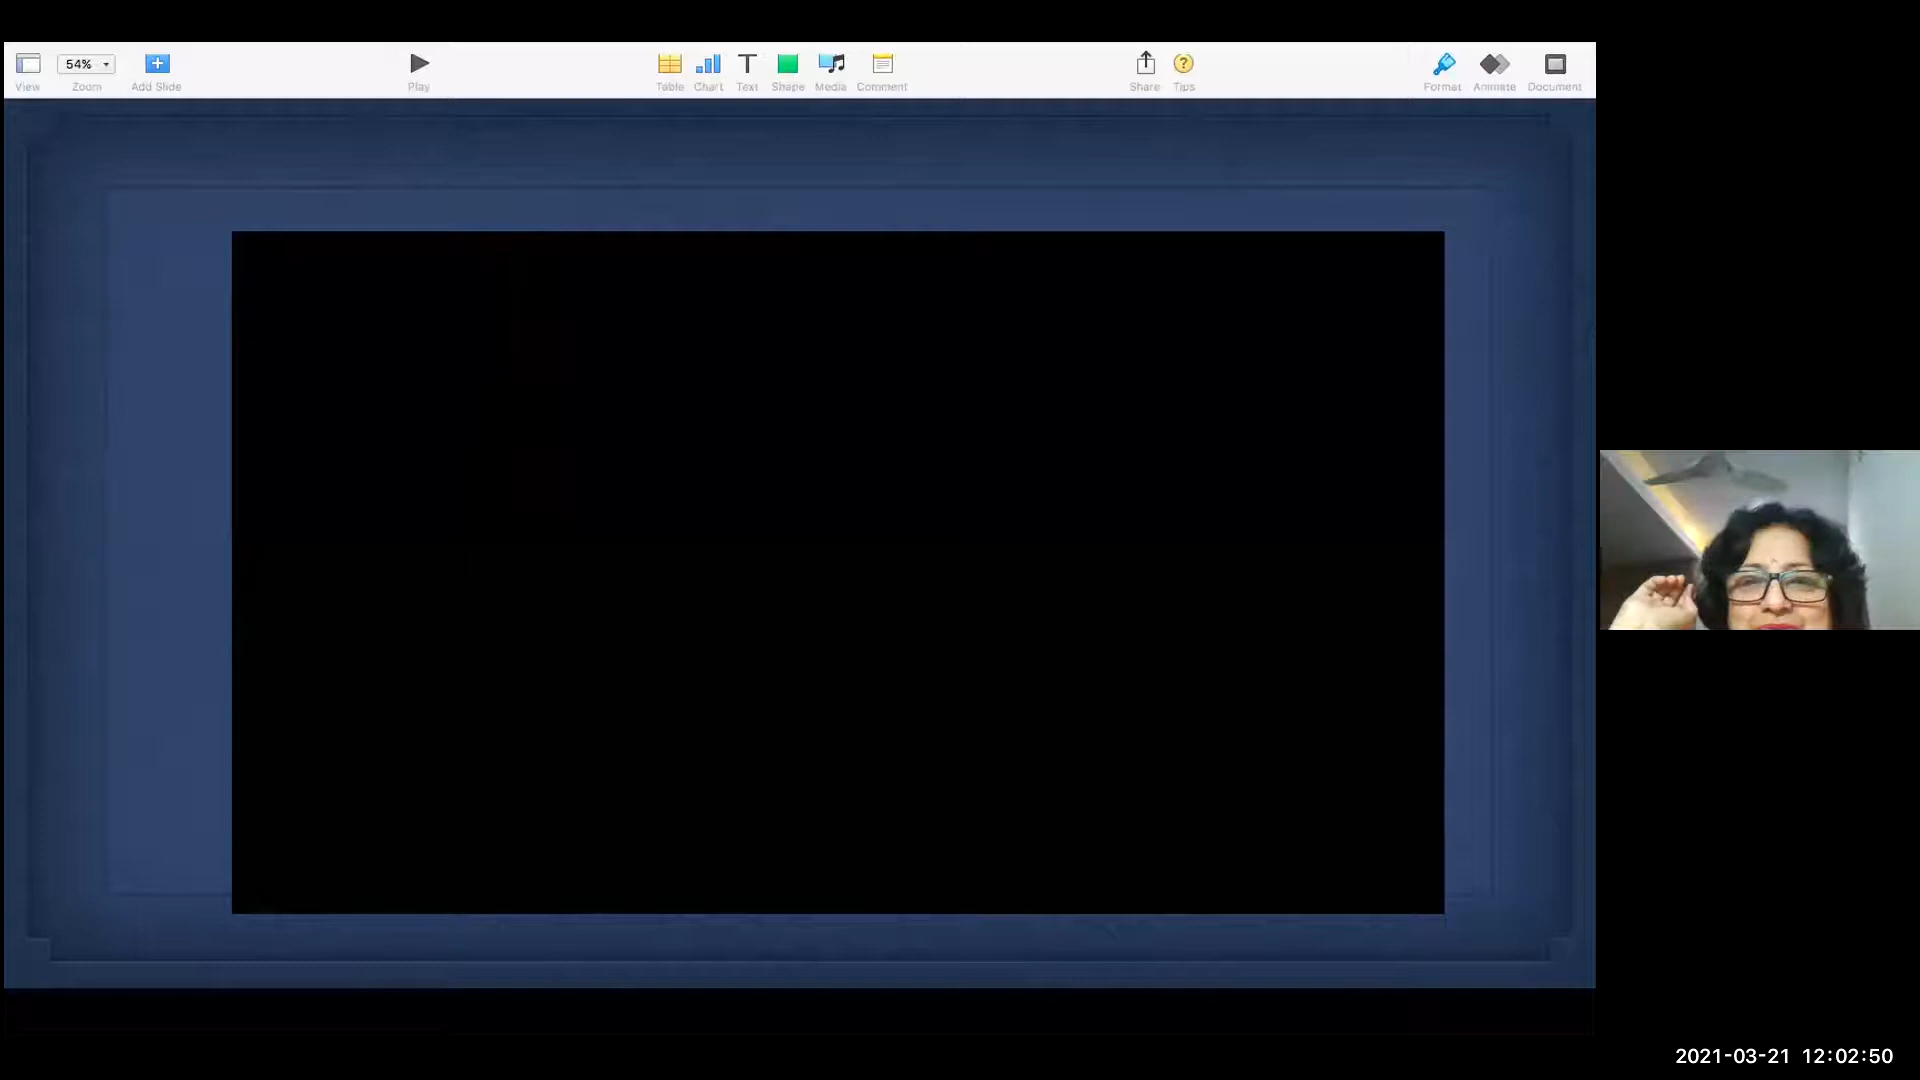 54%
View Zoom Add Slide Play Table Chart Text Shape Media Comment Share Tips Format Animate Document
2021-03-21 12:02:50